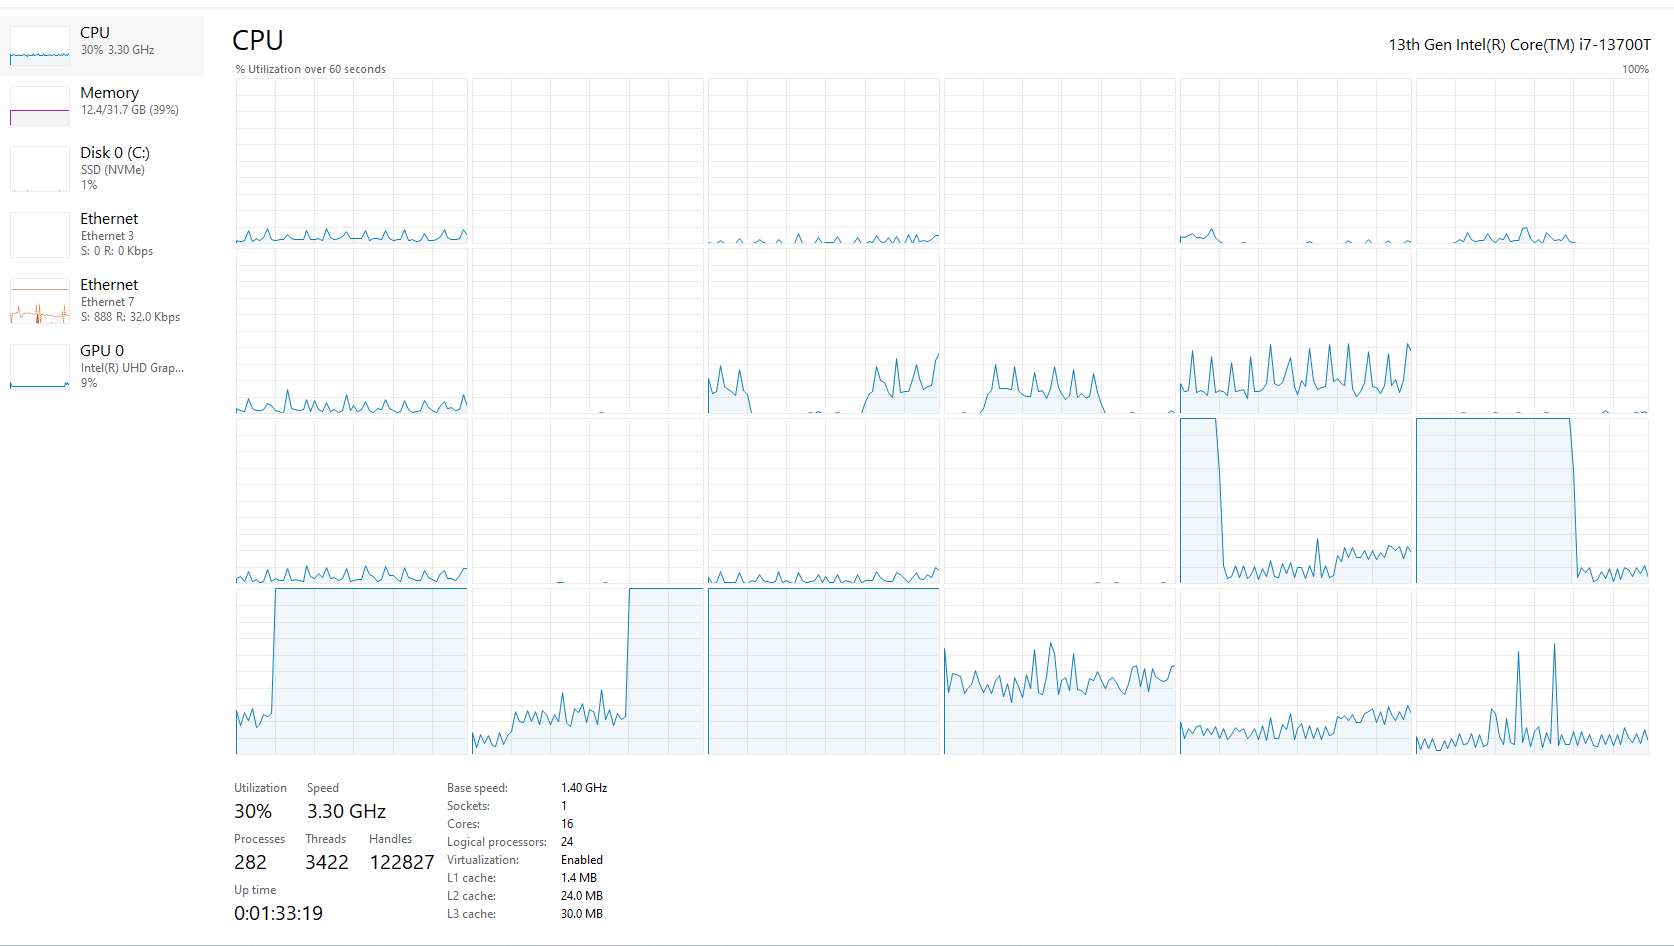 CPU
30% 3.30 GHz
Memory
12.4/31.7 GB (39%)
Disk 0 (C:)
SSD (NVMe)
1%
Ethernet
Ethernet 3
S: 0 R: 0 Kbps
Ethernet
Ethernet 7
S: 888 R: 32.0 Kbps
GPU 0
Intel(R) UHD Grap...
9%
CPU
13th Gen Intel(R) Core(TM) i7-13700T
% Utilization over 60 seconds
100%
Utilization Speed
30% 3.30 GHz
Processes Threads Handles
282 3422 122827
Up time
0:01:33:19
Base speed: 1.40 GHz
Sockets: 1
Cores: 16
Logical processors: 24
Virtualization: Enabled
L1 cache: 1.4 MB
L2 cache: 24.0 MB
L3 cache: 30.0 MB